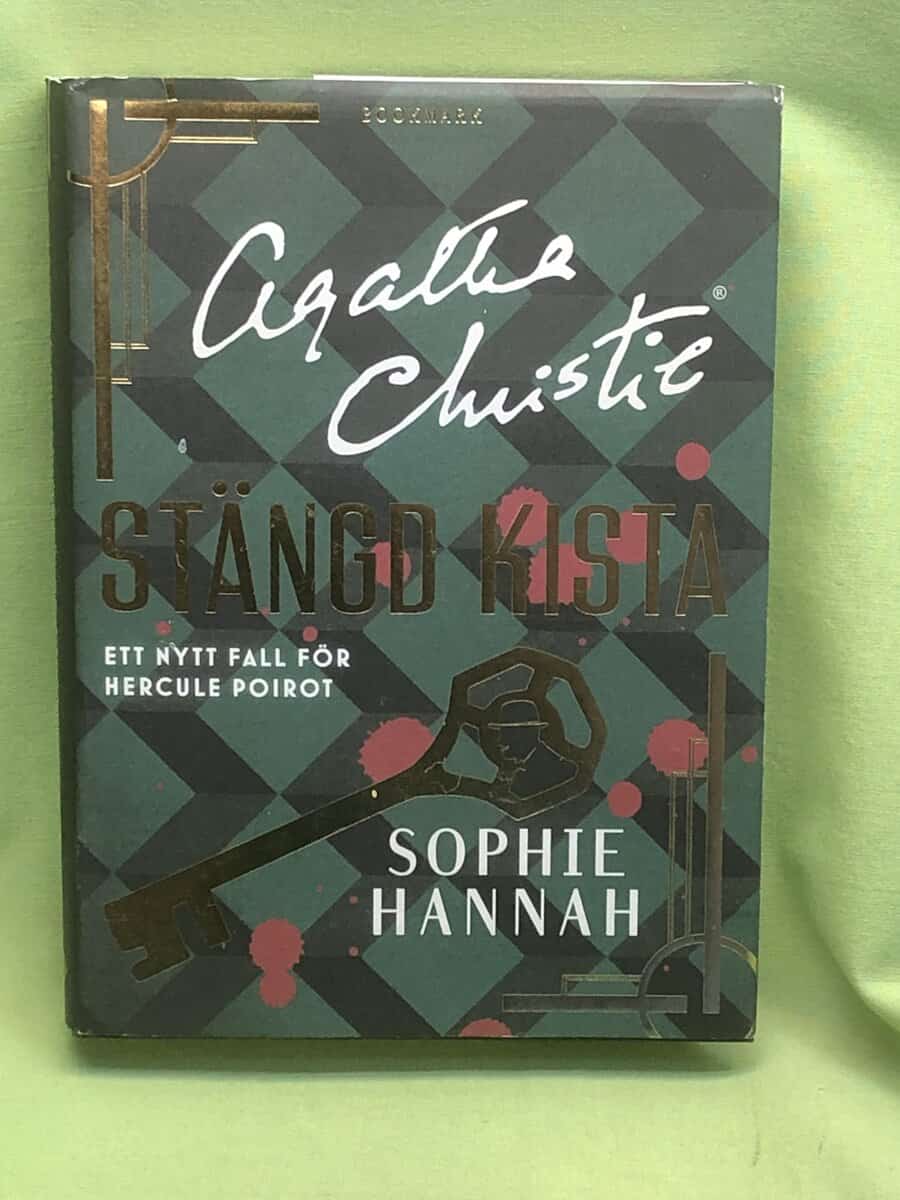 BOOKMARK
Agatha
Christie®
STÄNGD KISTA
ETT NYTT FALL FÖR
HERCULE POIROT
SOPHIE
HANNAH